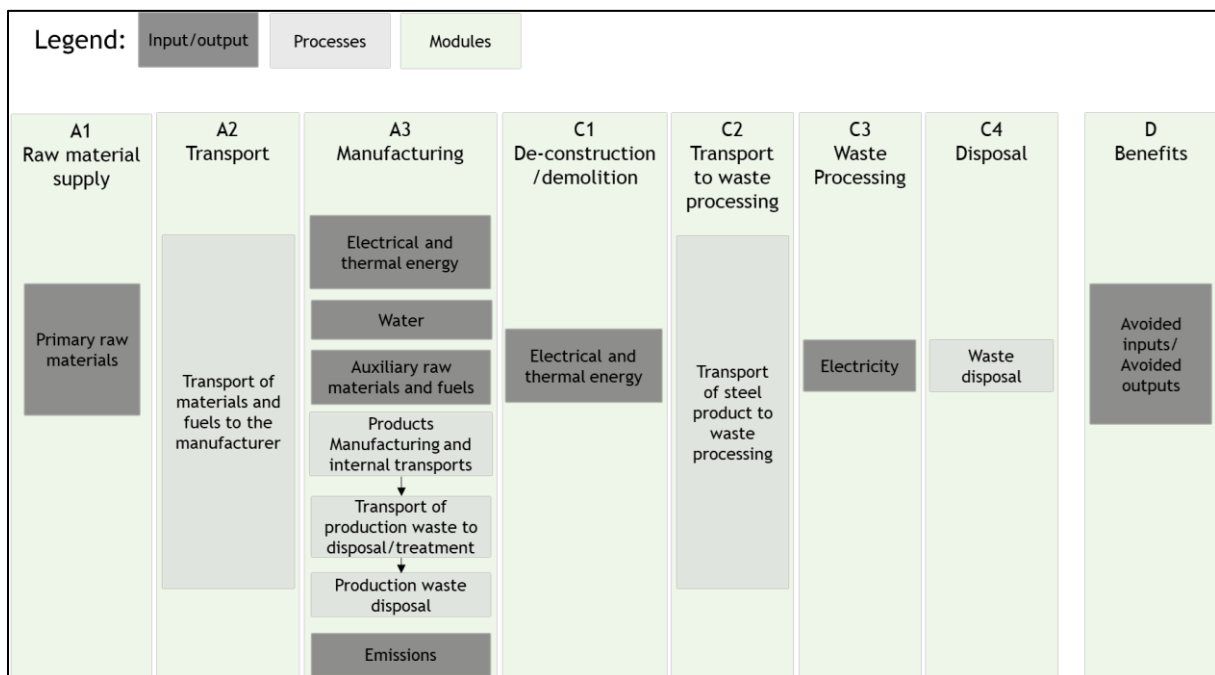 Legend:
Input/output
Processes
Modules
A1
Raw material
supply
Primary raw
materials
A2
Transport
Transport of
materials and
fuels to the
manufacturer
A3
Manufacturing
Electrical and
thermal energy
Water
Auxiliary raw
materials and fuels
Products
Manufacturing and
internal transports
Transport of
production waste to
disposal/treatment
Production waste
disposal
Emissions
C1
De-construction
/demolition
Electrical and
thermal energy
C2
Transport
to waste
processing
Transport
of steel
product to
waste
processing
C3
Waste
Processing
Electricity
C4
Disposal
Waste
disposal
D
Benefits
Avoided
inputs/
Avoided
outputs